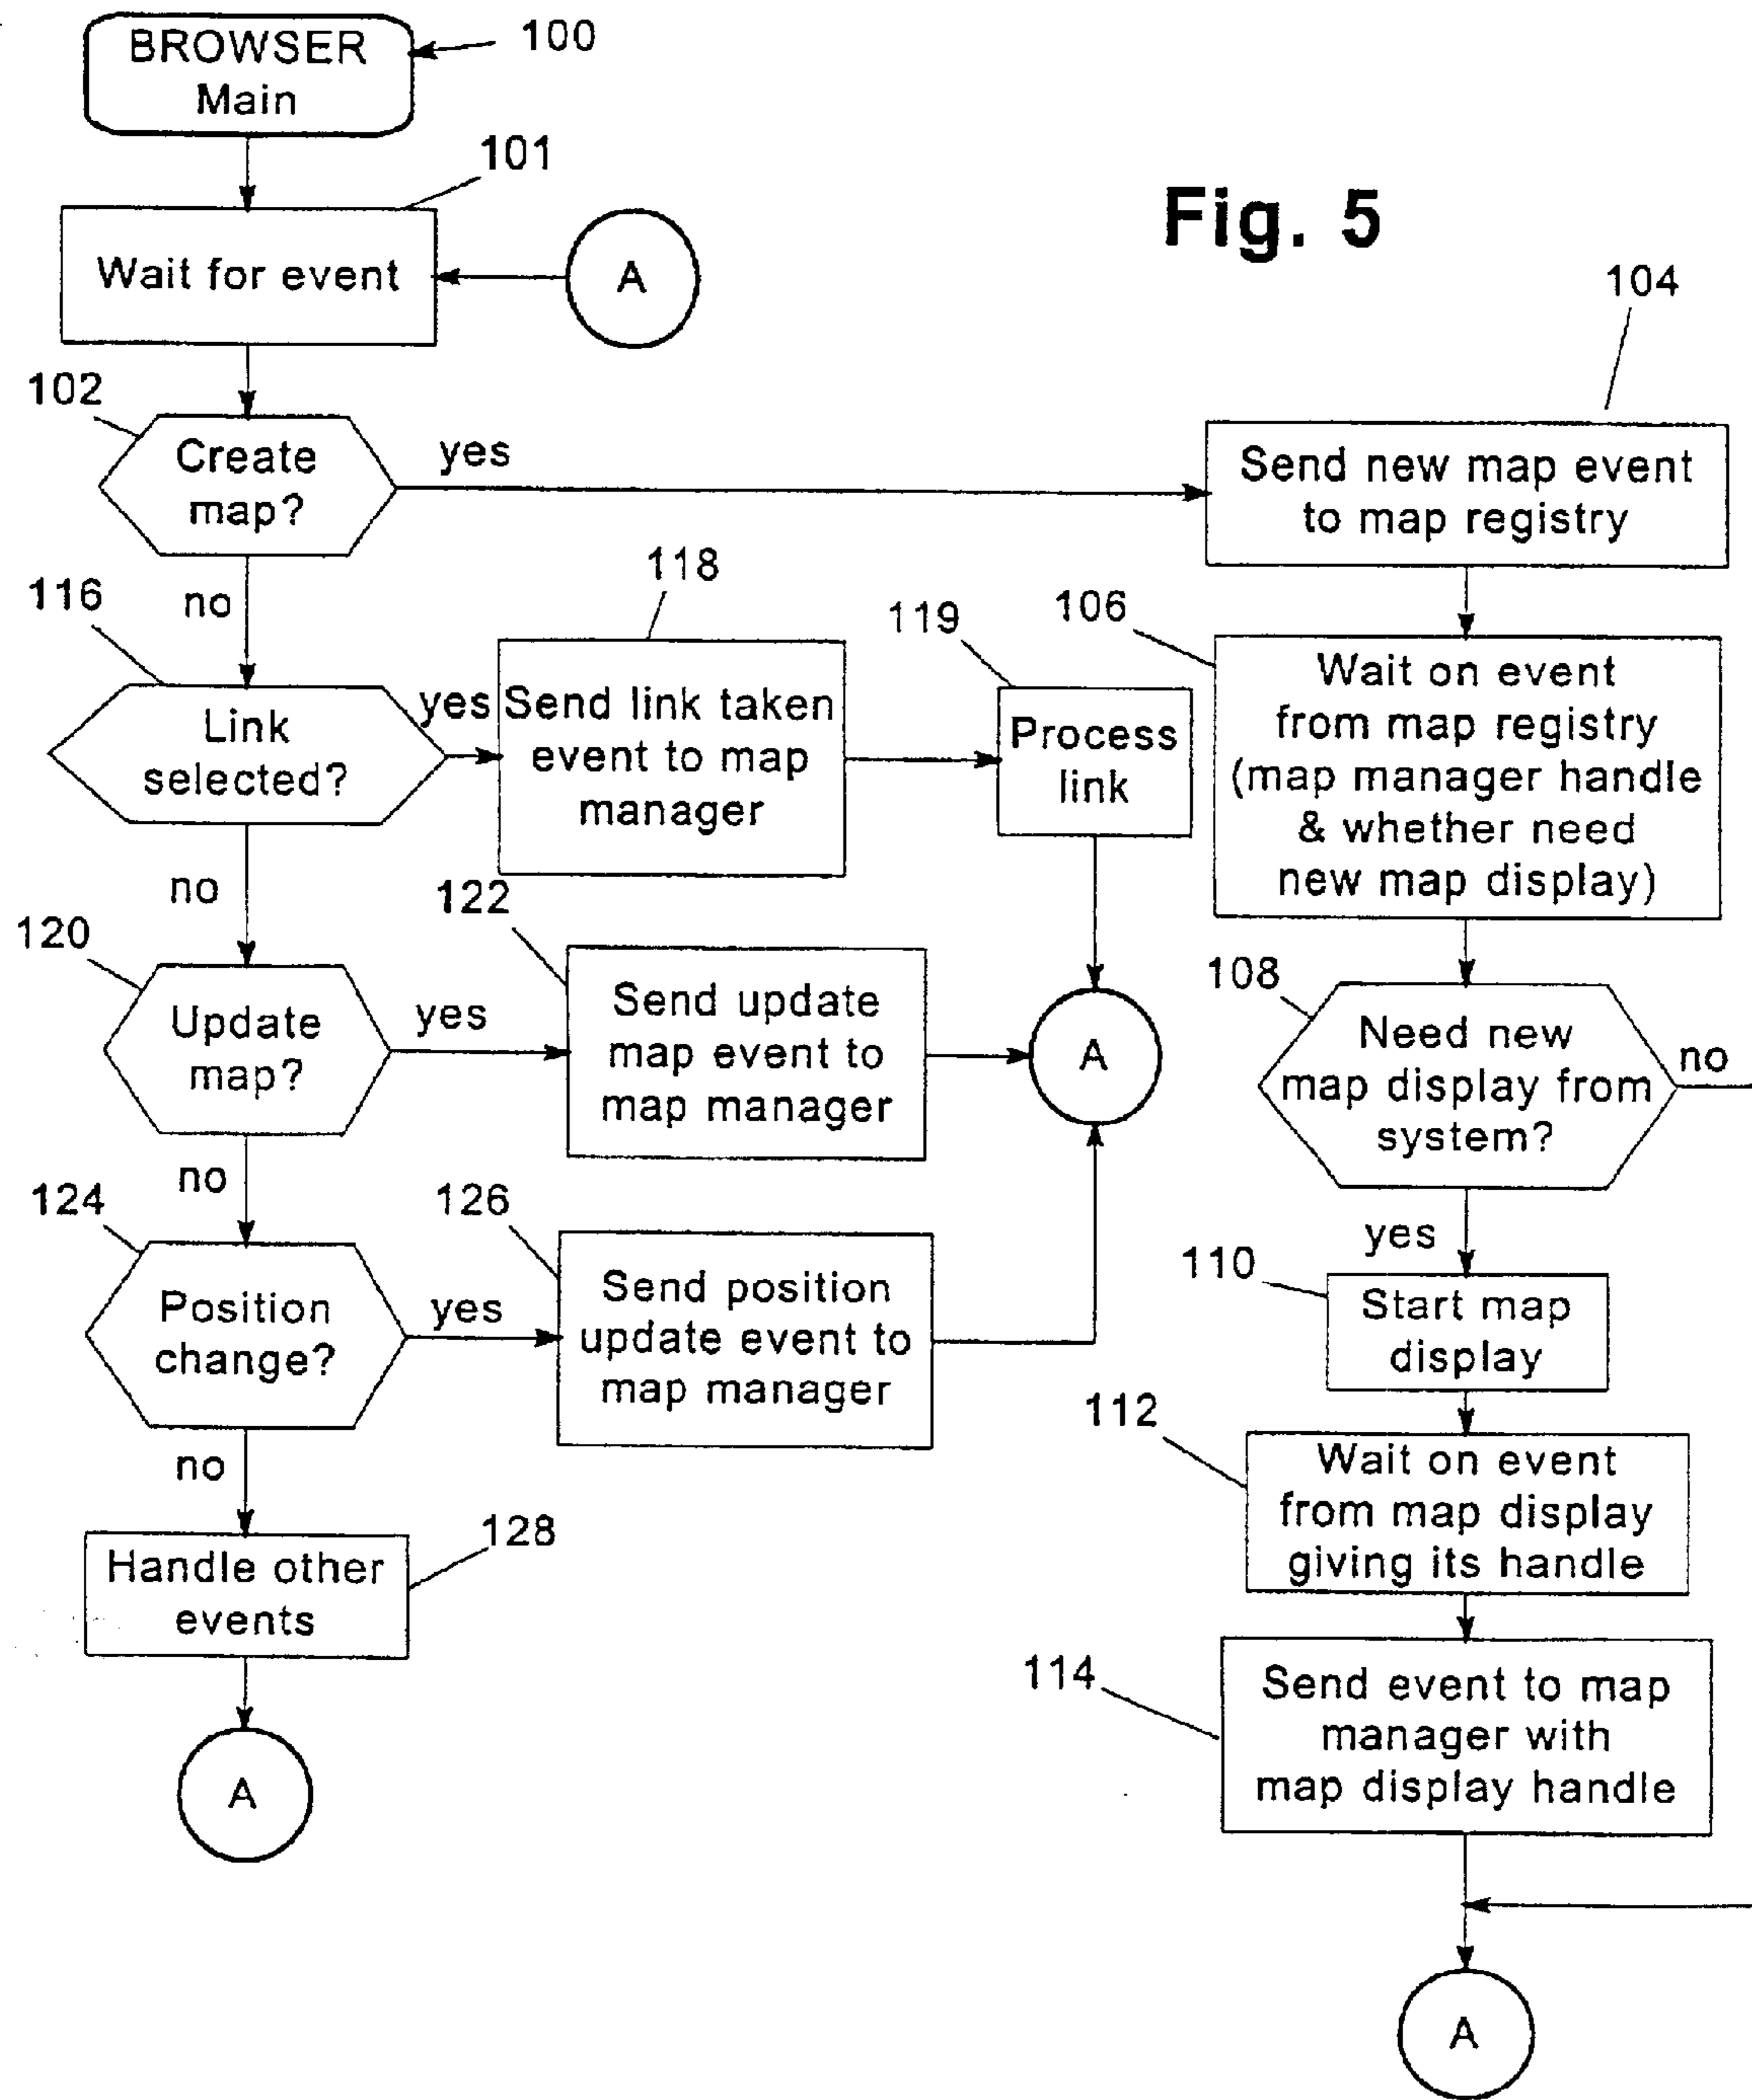 BROWSER
Main
100
101
Wait for event
A
Fig. 5
102
Create
map?
yes
no
104
Send new map event
to map registry
106
Wait on event
from map registry
(map manager handle
& whether need
new map display)
108
Need new
map display from
system?
no
yes
110
Start map
display
112
Wait on event
from map display
giving its handle
114
Send event to map
manager with
map display handle
A
116
Link
selected?
yes
no
118
Send link taken
event to map
manager
119
Process
link
A
120
Update
map?
yes
no
122
Send update
map event to
map manager
124
Position
change?
yes
no
126
Send position
update event to
map manager
128
Handle other
events
A